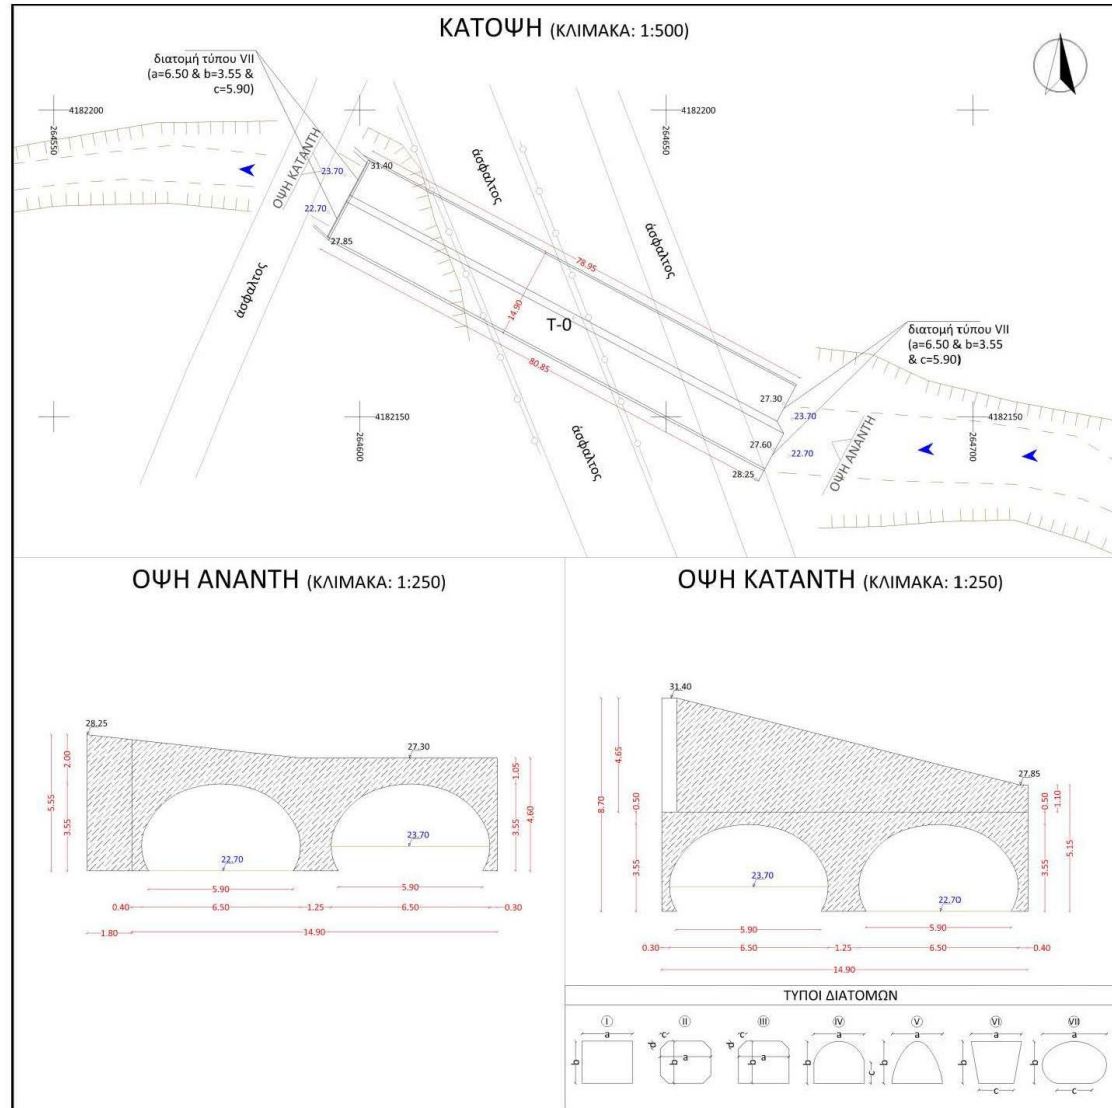 ΚΑΤΟΨΗ (ΚΛΙΜΑΚΑ: 1:500)
διατομή τύπου VII
(a=6.50 & b=3.55 &
c=5.90)
4182200
4182200
264550
264650
ΟΨΗ ΚΑΤΑΝΤΗ
23.70
31.40
22.70
27.85
άσφαλτος
άσφαλτος
άσφαλτος
άσφαλτος
78.95
14.90
T-0
80.85
διατομή τύπου VII
(a=6.50 & b=3.55
& c=5.90)
27.30
23.70
27.60
22.70
28.25
ΟΨΗ ΑΝΑΝΤΗ
4182150
4182150
264600
264700
ΟΨΗ ΑΝΑΝΤΗ (ΚΛΙΜΑΚΑ: 1:250)
28.25
27.30
2.00
5.55
3.55
1.05
3.55
4.60
23.70
22.70
5.90
5.90
0.40
6.50
1.25
6.50
0.30
1.80
14.90
ΟΨΗ ΚΑΤΑΝΤΗ (ΚΛΙΜΑΚΑ: 1:250)
31.40
27.85
4.65
8.70
0.50
3.55
0.50
1.10
3.55
5.15
23.70
22.70
5.90
5.90
0.30
6.50
1.25
6.50
0.40
14.90
ΤΥΠΟΙ ΔΙΑΤΟΜΩΝ
I II III IV V VI VII
a c c a a a a
b d b a d b a b c b b c b c